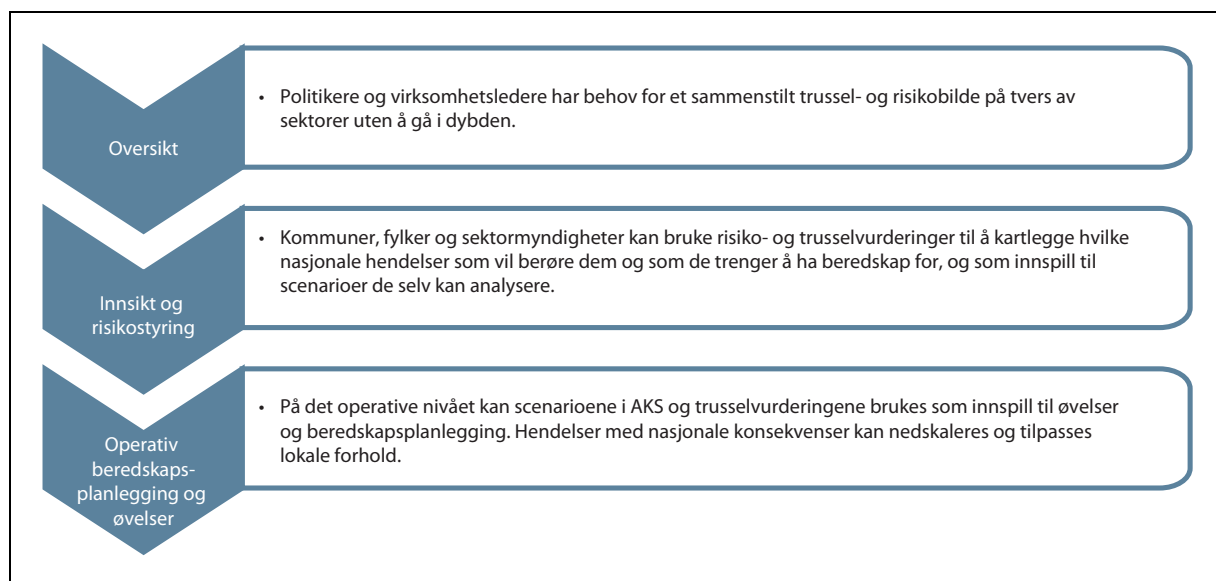 Oversikt
• Politikere og virksomhetsledere har behov for et sammenstilt trussel- og risikobilde på tvers av
sektorer uten å gå i dybden.
Innsikt og
risikostyring
• Kommuner, fylker og sektormyndigheter kan bruke risiko- og trusselvurderinger til å kartlegge hvilke
nasjonale hendelser som vil berøre dem og som de trenger å ha beredskap for, og som innspill til
scenarioer de selv kan analysere.
Operativ
beredskaps-
planlegging og
øvelser
• På det operative nivået kan scenarioene i AKS og trusselvurderingene brukes som innspill til øvelser
og beredskapsplanlegging. Hendelser med nasjonale konsekvenser kan nedskaleres og tilpasses
lokale forhold.